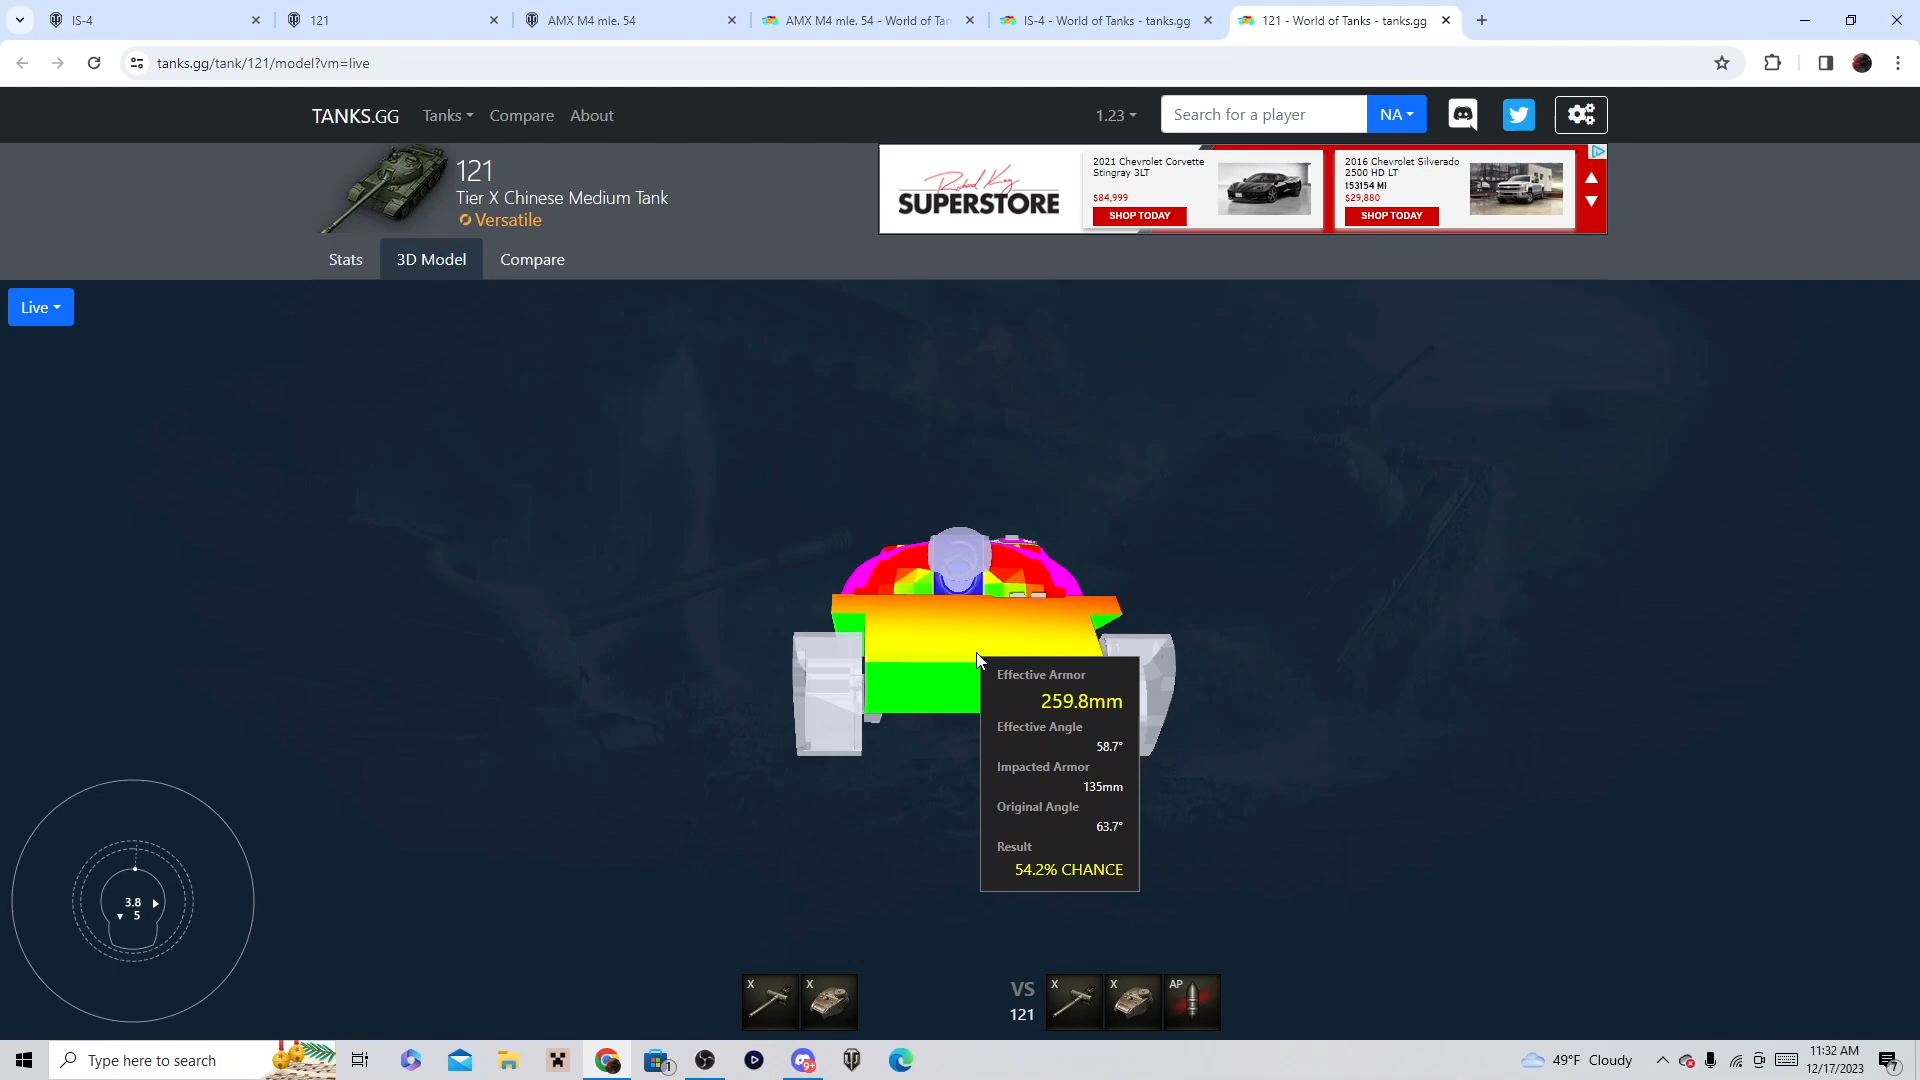 IS-4
121
AMX M4 mle. 54
AMX M4 mle. 54 - World of Tan
IS-4 - World of Tanks - tanks.gg
121 - World of Tanks - tanks.gg
tanks.gg/tank/121/model?vm=live
TANKS.GG
Tanks
Compare
About
1.23
Search for a player
NA
121
Tier X Chinese Medium Tank
Versatile
Richard Kay
SUPERSTORE
2021 Chevrolet Corvette
Stingray 3LT
$84,999
SHOP TODAY
2016 Chevrolet Silverado
2500 HD LT
153154 MI
$29,880
SHOP TODAY
Stats
3D Model
Compare
Live
Effective Armor
259.8mm
Effective Angle
58.7°
Impacted Armor
135mm
Original Angle
63.7°
Result
54.2% CHANCE
3.8
5
X
X
VS
121
X
X
AP
Type here to search
1
9+
49°F Cloudy
11:32 AM
12/17/2023
7